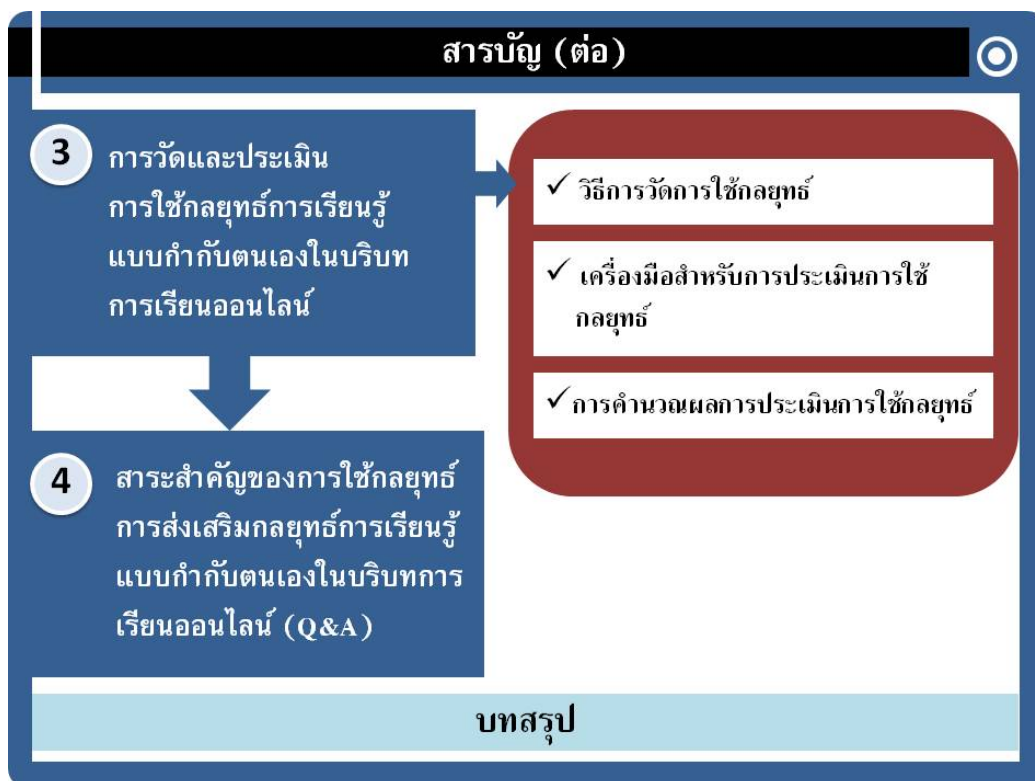 สารบัญ (ต่อ)
3
การวัดและประเมิน
การใช้กลยุทธ์การเรียนรู้
แบบกำกับตนเองในบริบท
การเรียนออนไลน์
✓ วิธีการวัดการใช้กลยุทธ์
✓ เครื่องมือสำหรับการประเมินการใช้
กลยุทธ์
✓ การคำนวณผลการประเมินการใช้กลยุทธ์
4
สาระสำคัญของการใช้กลยุทธ์
การส่งเสริมกลยุทธ์การเรียนรู้
แบบกำกับตนเองในบริบทการ
เรียนออนไลน์ (Q&A)
บทสรุป